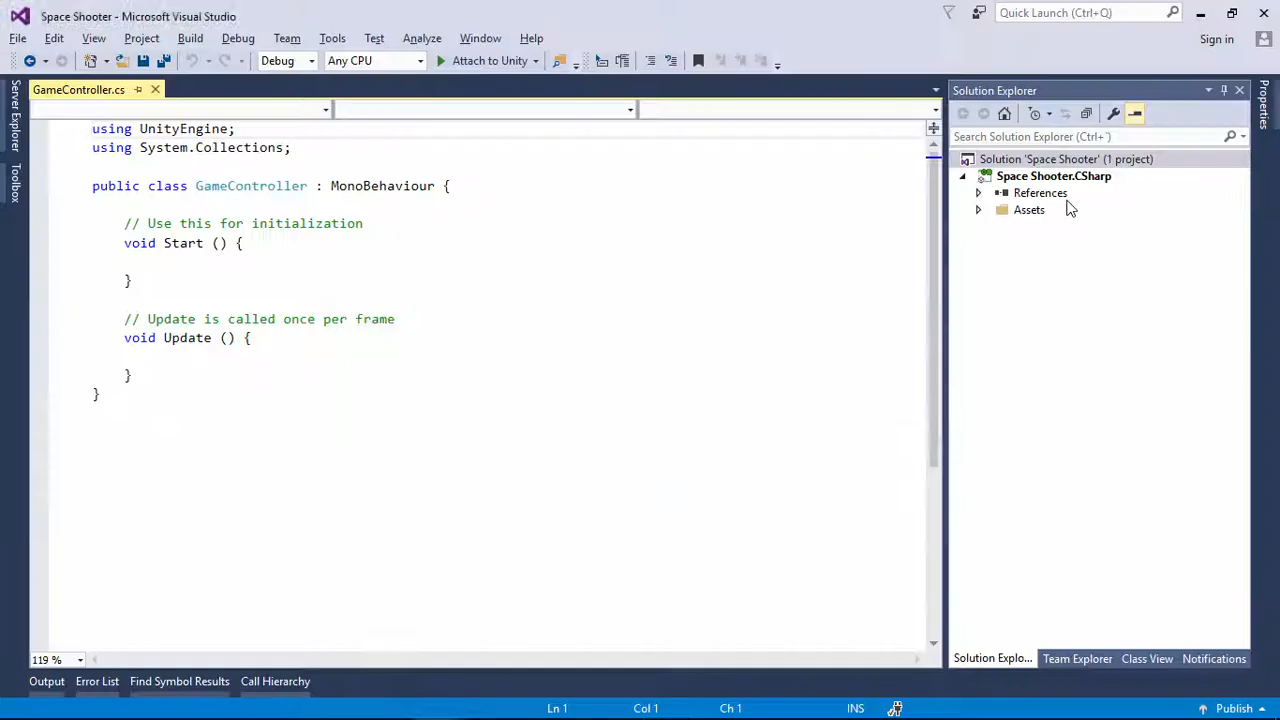 Space Shooter - Microsoft Visual Studio
Quick Launch (Ctrl+Q)
File Edit View Project Build Debug Team Tools Test Analyze Window Help
Sign in
Debug Any CPU Attach to Unity
GameController.cs
Server Explorer
Toolbox
using UnityEngine;
using System.Collections;
public class GameController : MonoBehaviour {
// Use this for initialization
void Start () {
}
// Update is called once per frame
void Update () {
}
}
119 %
Solution Explorer
Search Solution Explorer (Ctrl+¨)
Solution 'Space Shooter' (1 project)
Space Shooter.CSharp
References
Assets
Solution Explo... Team Explorer Class View Notifications
Properties
Output Error List Find Symbol Results Call Hierarchy
Ln 1 Col 1 Ch 1 INS Publish